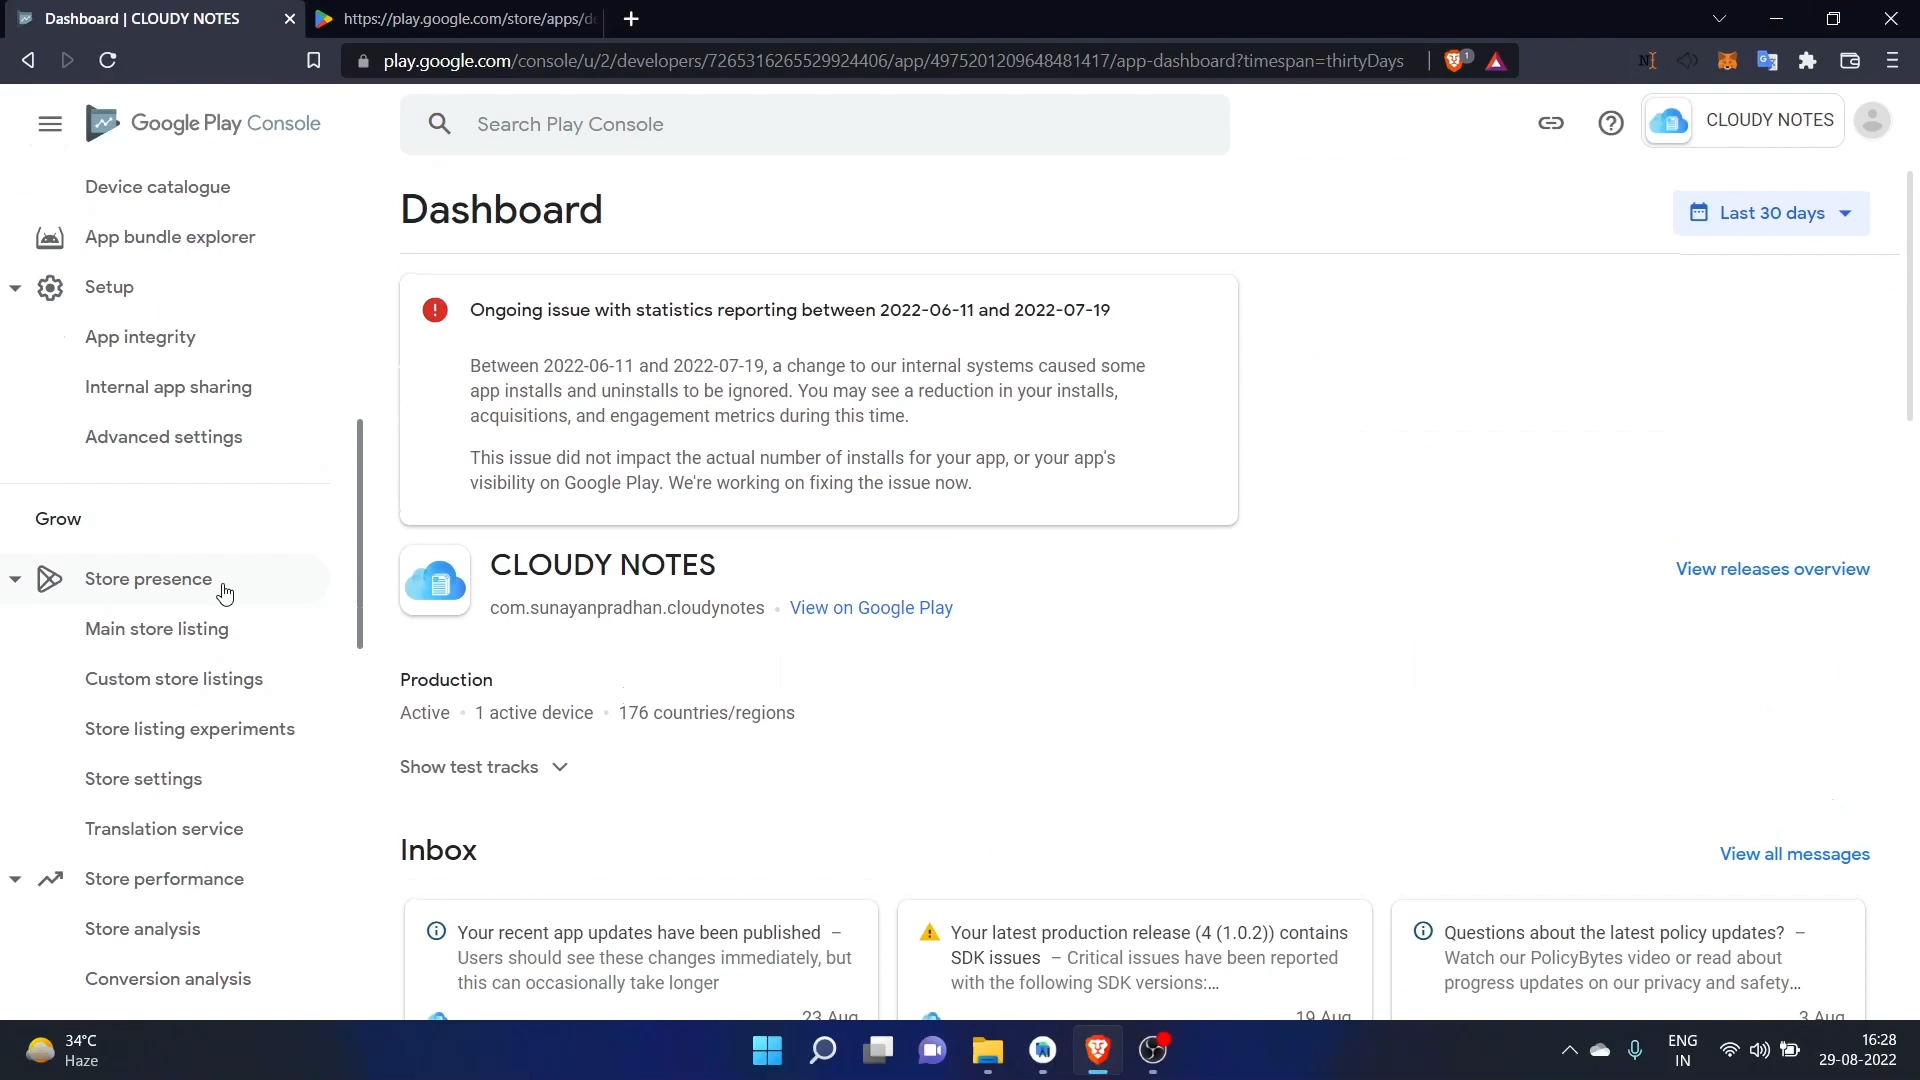 Dashboard | CLOUDY NOTES
https://play.google.com/store/apps/de
play.google.com/console/u/2/developers/7265316265529924406/app/4975201209648481417/app-dashboard?timespan=thirtyDays
1
Google Play Console
Search Play Console
CLOUDY NOTES
Device catalogue
App bundle explorer
Setup
App integrity
Internal app sharing
Advanced settings
Grow
Store presence
Main store listing
Custom store listings
Store listing experiments
Store settings
Translation service
Store performance
Store analysis
Conversion analysis
Dashboard
Last 30 days
Ongoing issue with statistics reporting between 2022-06-11 and 2022-07-19
Between 2022-06-11 and 2022-07-19, a change to our internal systems caused some
app installs and uninstalls to be ignored. You may see a reduction in your installs,
acquisitions, and engagement metrics during this time.
This issue did not impact the actual number of installs for your app, or your app's
visibility on Google Play. We're working on fixing the issue now.
CLOUDY NOTES
View releases overview
com.sunayanpradhan.cloudynotes • View on Google Play
Production
Active • 1 active device • 176 countries/regions
Show test tracks
Inbox
View all messages
Your recent app updates have been published –
Users should see these changes immediately, but
this can occasionally take longer
23 Aug
Your latest production release (4 (1.0.2)) contains
SDK issues – Critical issues have been reported
with the following SDK versions:...
19 Aug
Questions about the latest policy updates? –
Watch our PolicyBytes video or read about
progress updates on our privacy and safety...
3 Aug
34°C
Haze
ENG
IN
16:28
29-08-2022